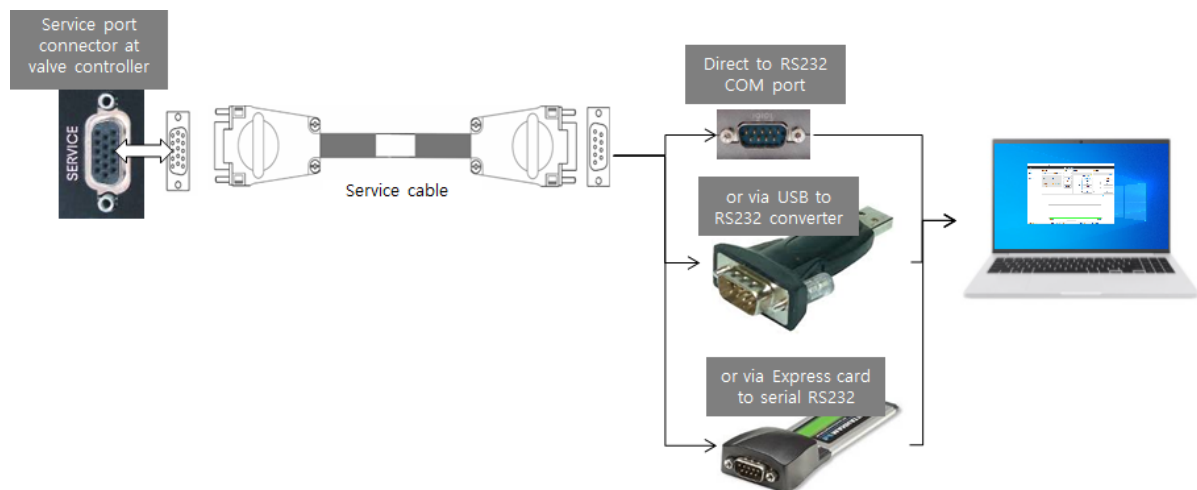 Service port
connector at
valve controller
SERVICE
Service cable
Direct to RS232
COM port
or via USB to
RS232 converter
or via Express card
to serial RS232